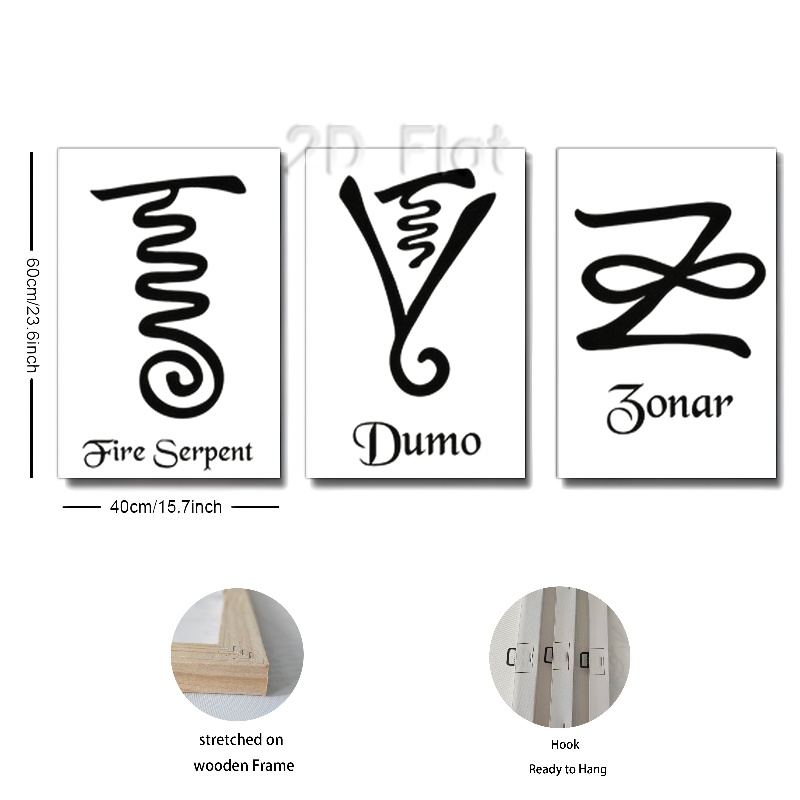 2D Flat
60cm/23.6inch
Fire Serpent
Dumo
Zonar
40cm/15.7inch
stretched on
wooden Frame
Hook
Ready to Hang